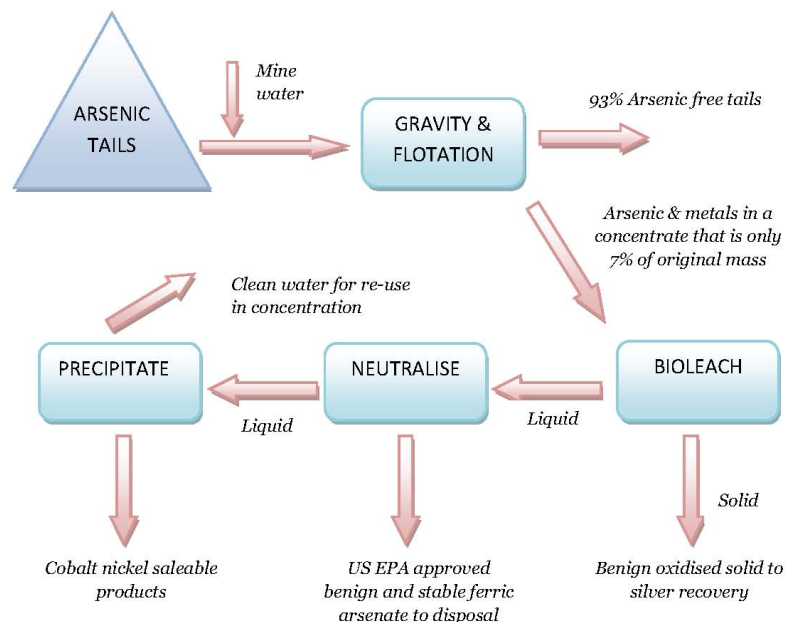 ARSENIC
TAILS
Mine
water
GRAVITY &
FLOTATION
93% Arsenic free tails
Arsenic & metals in a
concentrate that is only
7% of original mass
Clean water for re-use
in concentration
PRECIPITATE
NEUTRALISE
BIOLEACH
Liquid
Liquid
Solid
Cobalt nickel saleable
products
US EPA approved
benign and stable ferric
arsenate to disposal
Benign oxidised solid to
silver recovery